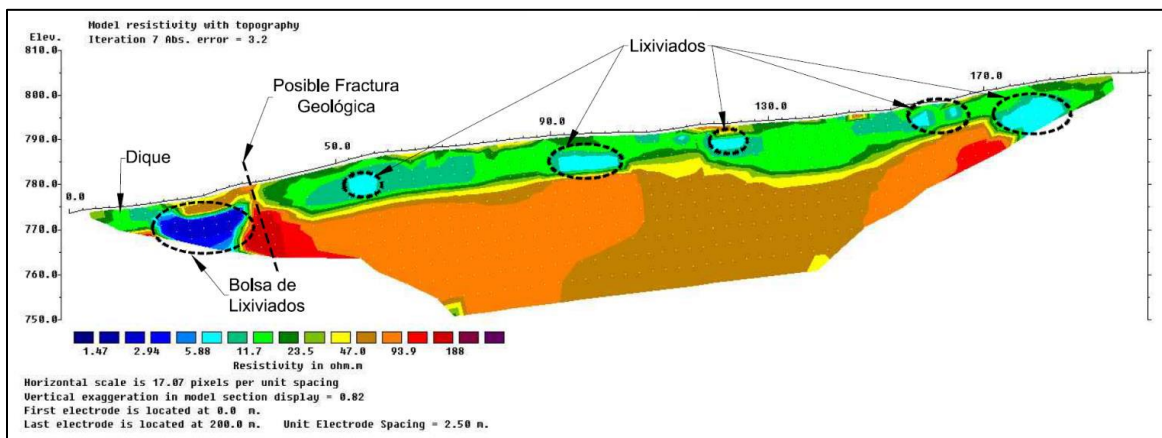 Model resistivity with topography
Elev.
Iteration 7 Abs. error = 3.2
Lixiviados
810.0
170.0
800.0
Posible Fractura
Geológica
130.0
790.0
90.0
50.0
Dique
780.0
0.0
770.0
760.0
Bolsa de
Lixiviados
750.0
1.47 2.94 5.88 11.7 23.5 47.0 93.9 188
Resistivity in ohm.m
Horizontal scale is 17.07 pixels per unit spacing
Vertical exaggeration in model section display = 0.82
First electrode is located at 0.0 m.
Last electrode is located at 200.0 m. Unit Electrode Spacing = 2.50 m.